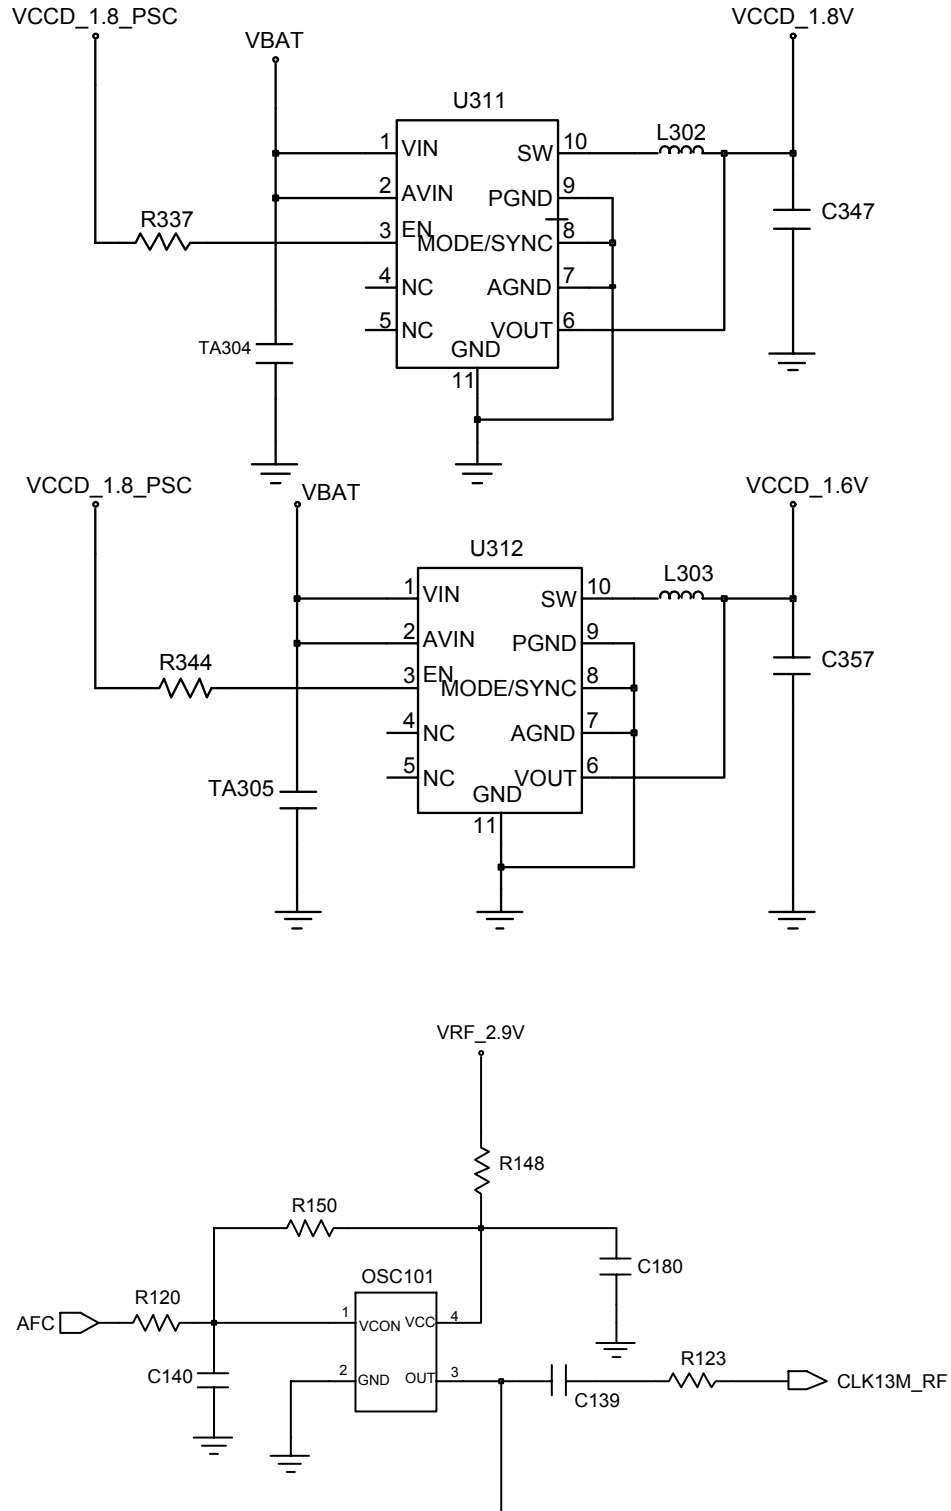 VCCD_1.8_PSC
VBAT
VCCD_1.8V
U311
L302
1 VIN
SW 10
2 AVIN
PGND 9
C347
R337
3 EN
MODE/SYNC 8
4 NC
AGND 7
5 NC
VOUT 6
TA304
GND
11
VCCD_1.8_PSC
VBAT
VCCD_1.6V
U312
L303
1 VIN
SW 10
2 AVIN
PGND 9
C357
R344
3 EN
MODE/SYNC 8
4 NC
AGND 7
5 NC
VOUT 6
TA305
GND
11
VRF_2.9V
R148
R150
C180
OSC101
AFC
R120
1 VCON
VCC 4
C140
2 GND
OUT 3
C139
R123
CLK13M_RF